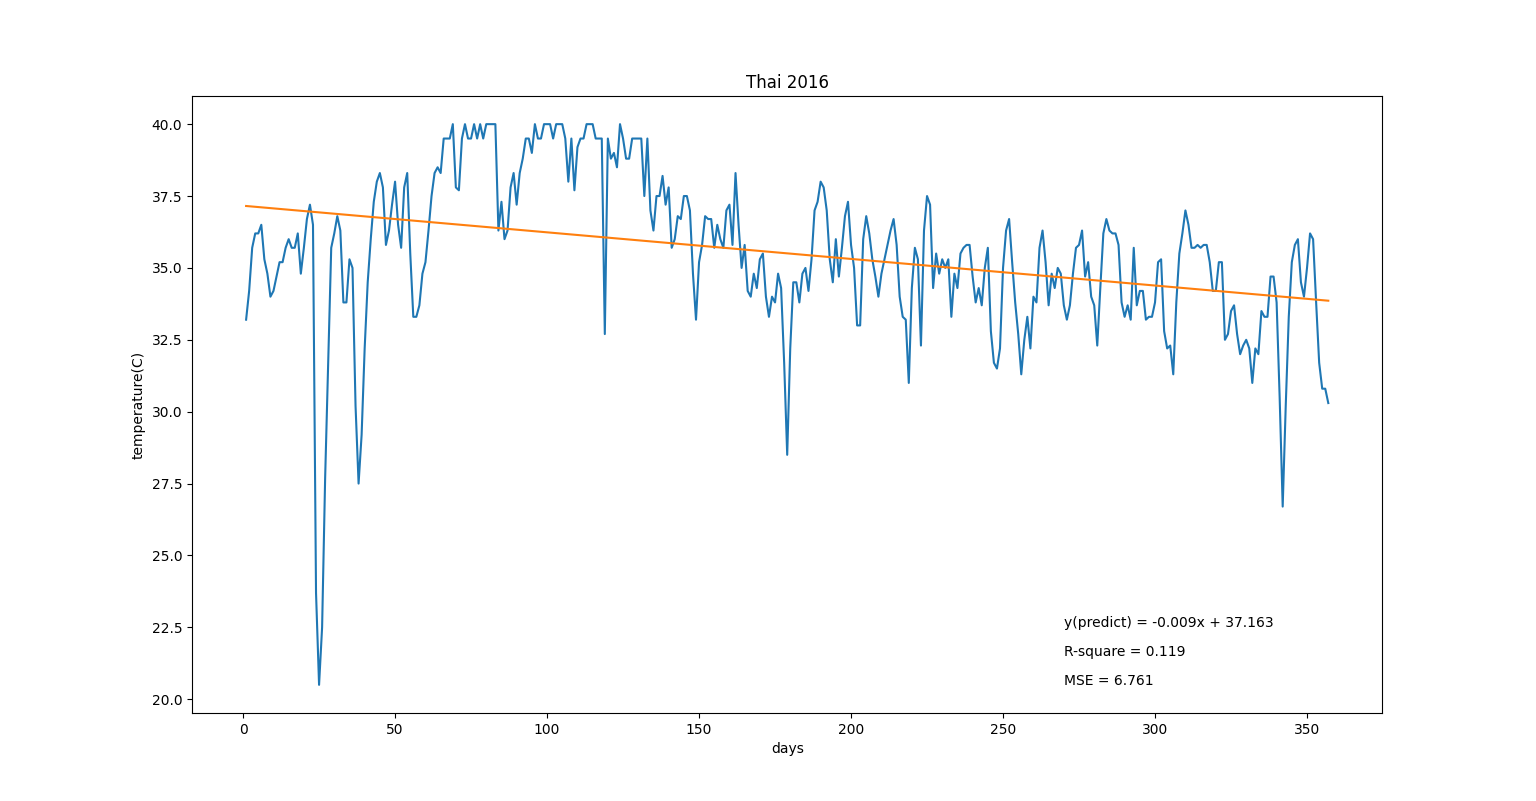 Thai 2016
temperature(C)
40.0
37.5
35.0
32.5
30.0
27.5
25.0
22.5
20.0
y(predict) = -0.009x + 37.163
R-square = 0.119
MSE = 6.761
0 50 100 150 200 250 300 350
days